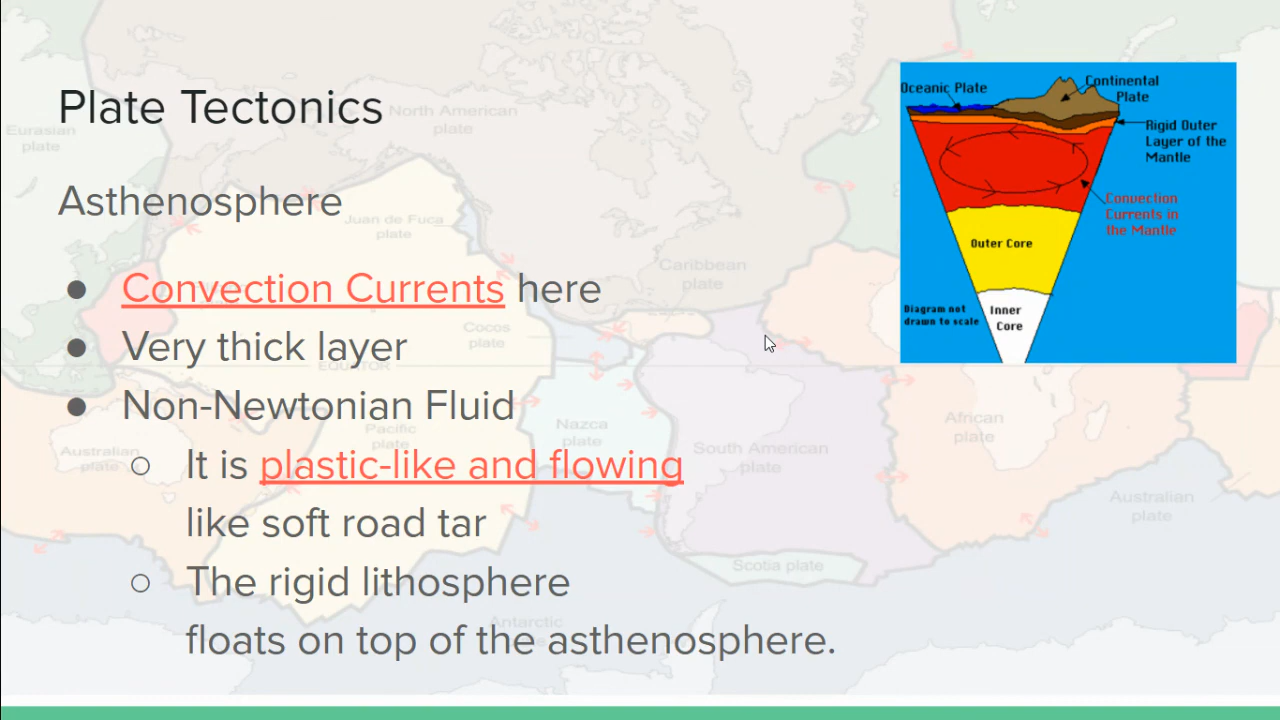 Plate Tectonics
Asthenosphere
● Convection Currents here
● Very thick layer
● Non-Newtonian Fluid
○ It is plastic-like and flowing
like soft road tar
○ The rigid lithosphere
floats on top of the asthenosphere.
Oceanic Plate
Continental
Plate
Rigid Outer
Layer of the
Mantle
Convection
Currents in
the Mantle
Outer Core
Inner
Core
Diagram not
drawn to scale
Eurasian
plate
North American
plate
Juan de Fuca
plate
Caribbean
plate
Cocos
plate
EQUATOR
Pacific
plate
Nazca
plate
Australian
plate
South American
plate
African
plate
Australian
plate
Scotia plate
Antarctic